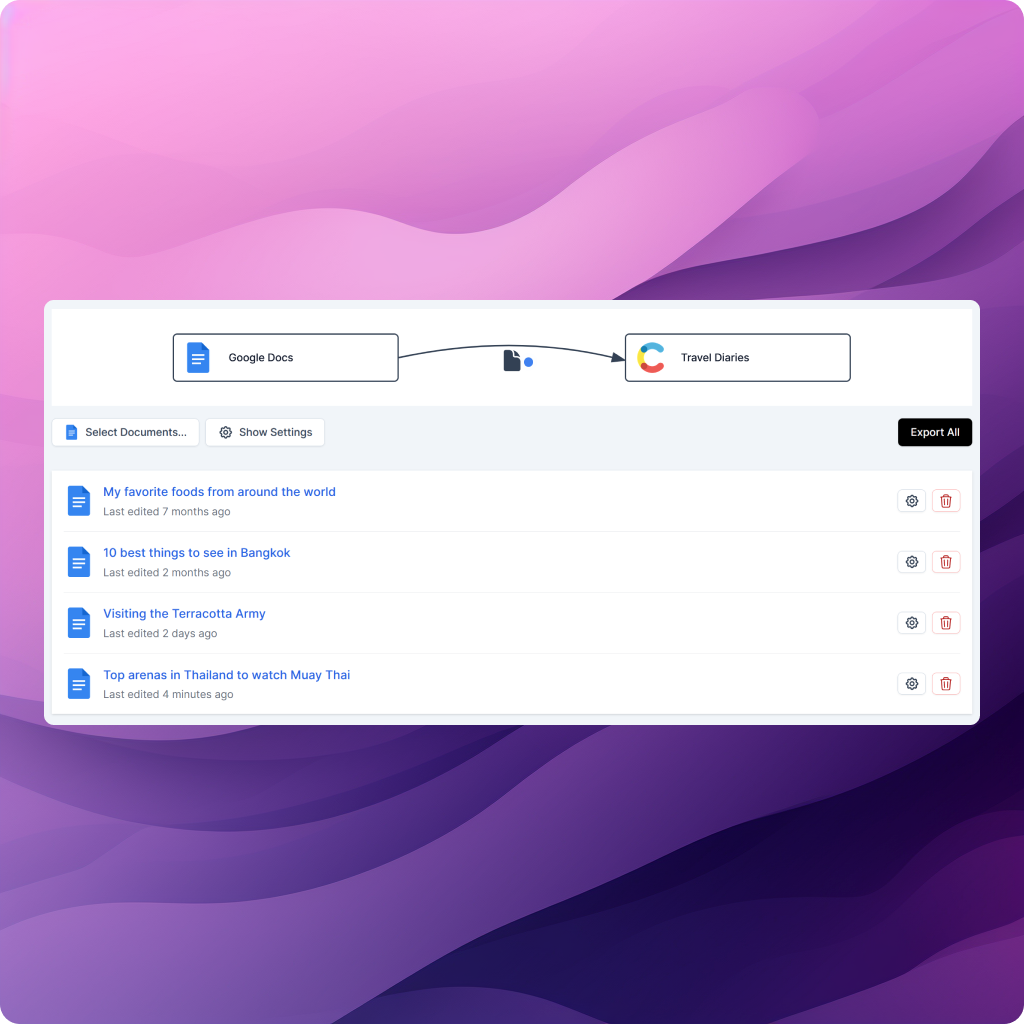 Google Docs
Travel Diaries
Select Documents...
Show Settings
Export All
My favorite foods from around the world
Last edited 7 months ago
10 best things to see in Bangkok
Last edited 2 months ago
Visiting the Terracotta Army
Last edited 2 days ago
Top arenas in Thailand to watch Muay Thai
Last edited 4 minutes ago